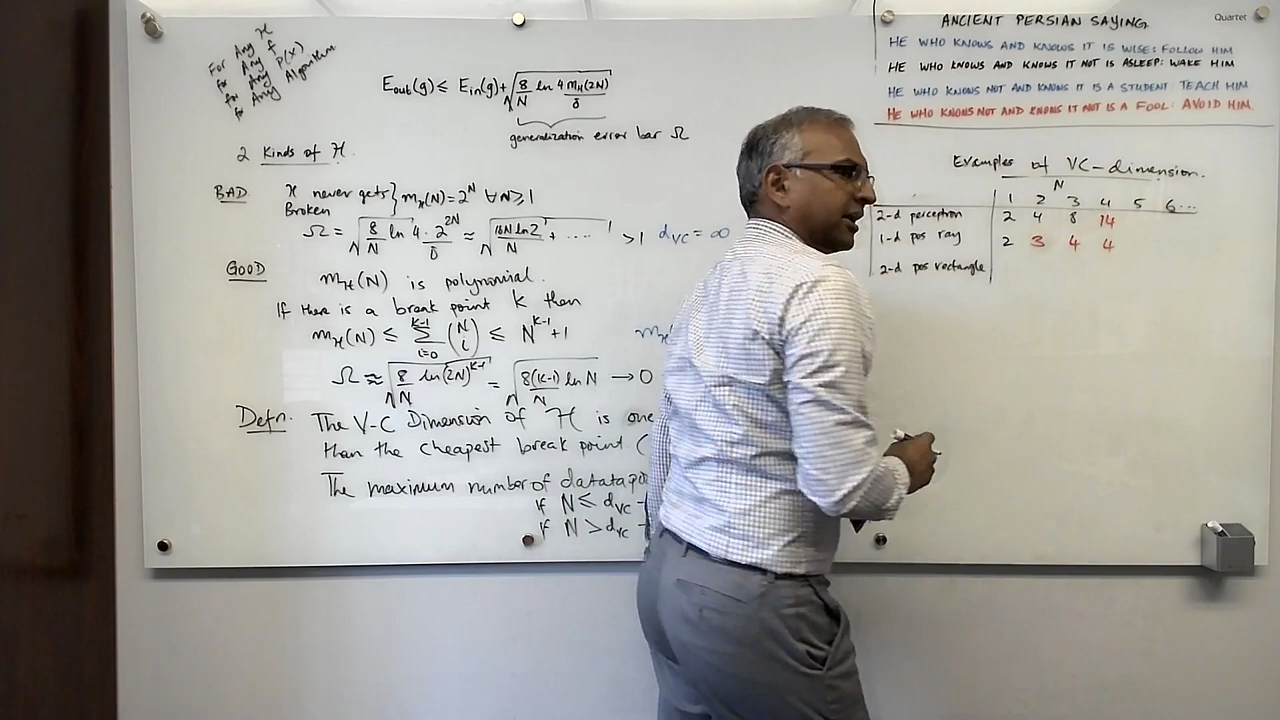 For Any H
for Any f
for Any P(X)
for Any Algorithm
E_out(g) ≤ E_in(g) + √(8/N ln 4m_H(2N)/δ)
generalization error bar Ω
2 Kinds of H.
BAD H never gets Broken } m_H(N) = 2^N ∀N ≥ 1
Ω = √(8/N ln 4·2^{2N}/δ) ≈ √(16N ln2/N + ....) > 1 d_VC = ∞
GOOD m_H(N) is polynomial.
If there is a break point K then
m_H(N) ≤ Σ_{i=0}^{K-1} (N i) ≤ N^{K-1} + 1
Ω ≈ √(8/N ln(2N)^{K-1} = √(8(K-1) ln N/N → 0
Defn. The V-C Dimension of H is one
than the cheapest break point (
The maximum number of datatapo
if N ≤ d_VC
if N > d_VC
Quartet
ANCIENT PERSIAN SAYING.
HE WHO KNOWS AND KNOWS IT IS WISE: FOLLOW HIM
HE WHO KNOWS AND KNOWS IT NOT IS ASLEEP: WAKE HIM
HE WHO KNOWS NOT AND KNOWS IT IS A STUDENT TEACH HIM
HE WHO KNOWS NOT AND KNOWS IT NOT IS A FOOL: AVOID HIM.
Examples of VC-dimension.
N
1 2 3 4 5 6...
2-d perceptron 2 4 8 14
1-d pos ray 2 3 4 4
2-d pos rectangle